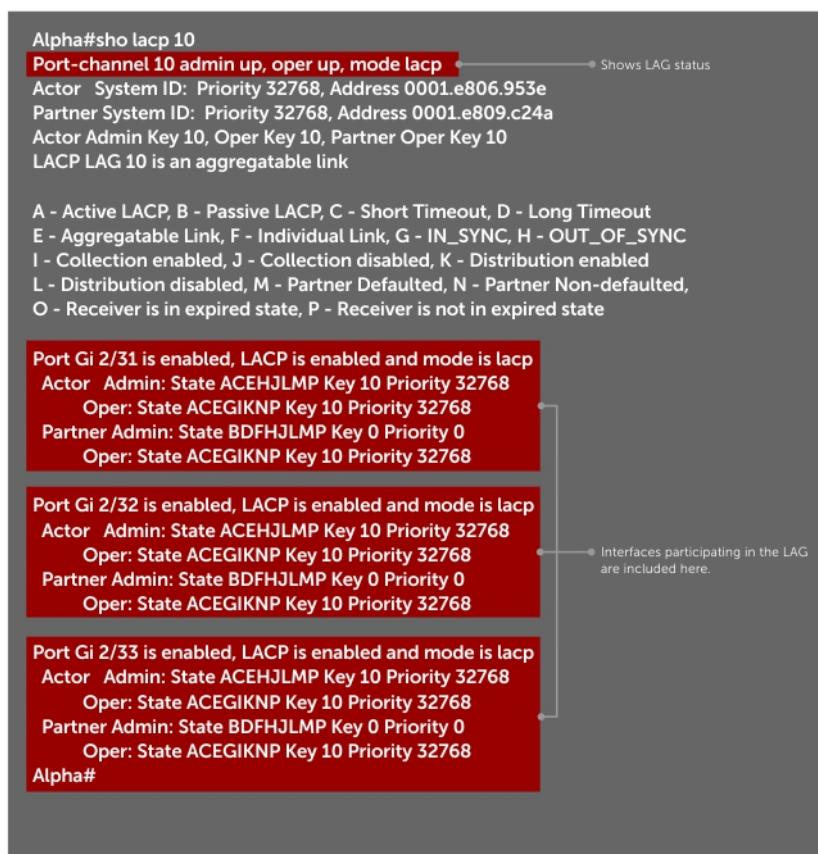 Alpha#sho lacp 10
Port-channel 10 admin up, oper up, mode lacp
Shows LAG status
Actor System ID: Priority 32768, Address 0001.e806.953e
Partner System ID: Priority 32768, Address 0001.e809.c24a
Actor Admin Key 10, Oper Key 10, Partner Oper Key 10
LACP LAG 10 is an aggregatable link
A - Active LACP, B - Passive LACP, C - Short Timeout, D - Long Timeout
E - Aggregatable Link, F - Individual Link, G - IN_SYNC, H - OUT_OF_SYNC
I - Collection enabled, J - Collection disabled, K - Distribution enabled
L - Distribution disabled, M - Partner Defaulted, N - Partner Non-defaulted,
O - Receiver is in expired state, P - Receiver is not in expired state
Port Gi 2/31 is enabled, LACP is enabled and mode is lacp
Actor Admin: State ACEHJLMP Key 10 Priority 32768
Oper: State ACEGIKNP Key 10 Priority 32768
Partner Admin: State BDFHJLMP Key 0 Priority 0
Oper: State ACEGIKNP Key 10 Priority 32768
Port Gi 2/32 is enabled, LACP is enabled and mode is lacp
Actor Admin: State ACEHJLMP Key 10 Priority 32768
Oper: State ACEGIKNP Key 10 Priority 32768
Partner Admin: State BDFHJLMP Key 0 Priority 0
Oper: State ACEGIKNP Key 10 Priority 32768
Interfaces participating in the LAG
are included here.
Port Gi 2/33 is enabled, LACP is enabled and mode is lacp
Actor Admin: State ACEHJLMP Key 10 Priority 32768
Oper: State ACEGIKNP Key 10 Priority 32768
Partner Admin: State BDFHJLMP Key 0 Priority 0
Oper: State ACEGIKNP Key 10 Priority 32768
Alpha#